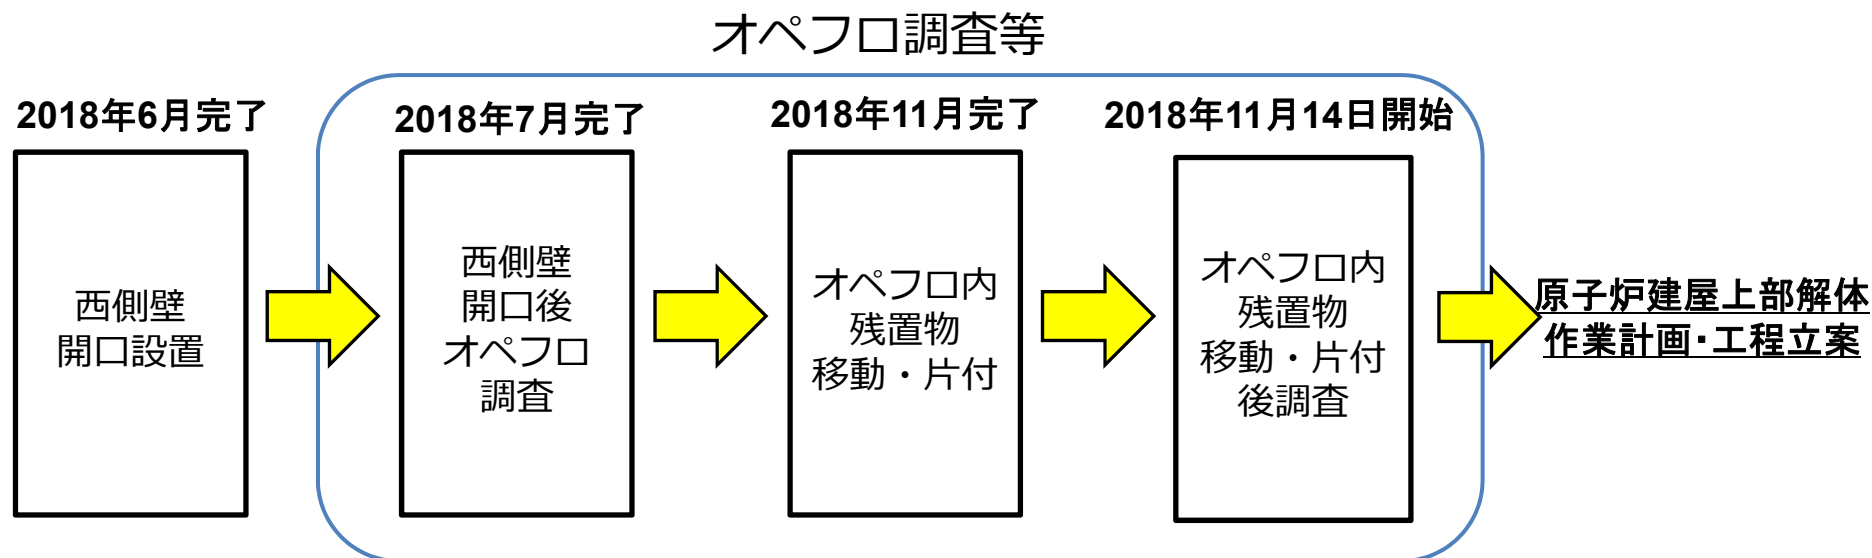 オペフロ調査等
2018年6月完了
西側壁
開口設置
2018年7月完了
西側壁
開口後
オペフロ
調査
2018年11月完了
オペフロ内
残置物
移動・片付
2018年11月14日開始
オペフロ内
残置物
移動・片付
後調査
原子炉建屋上部解体
作業計画・工程立案